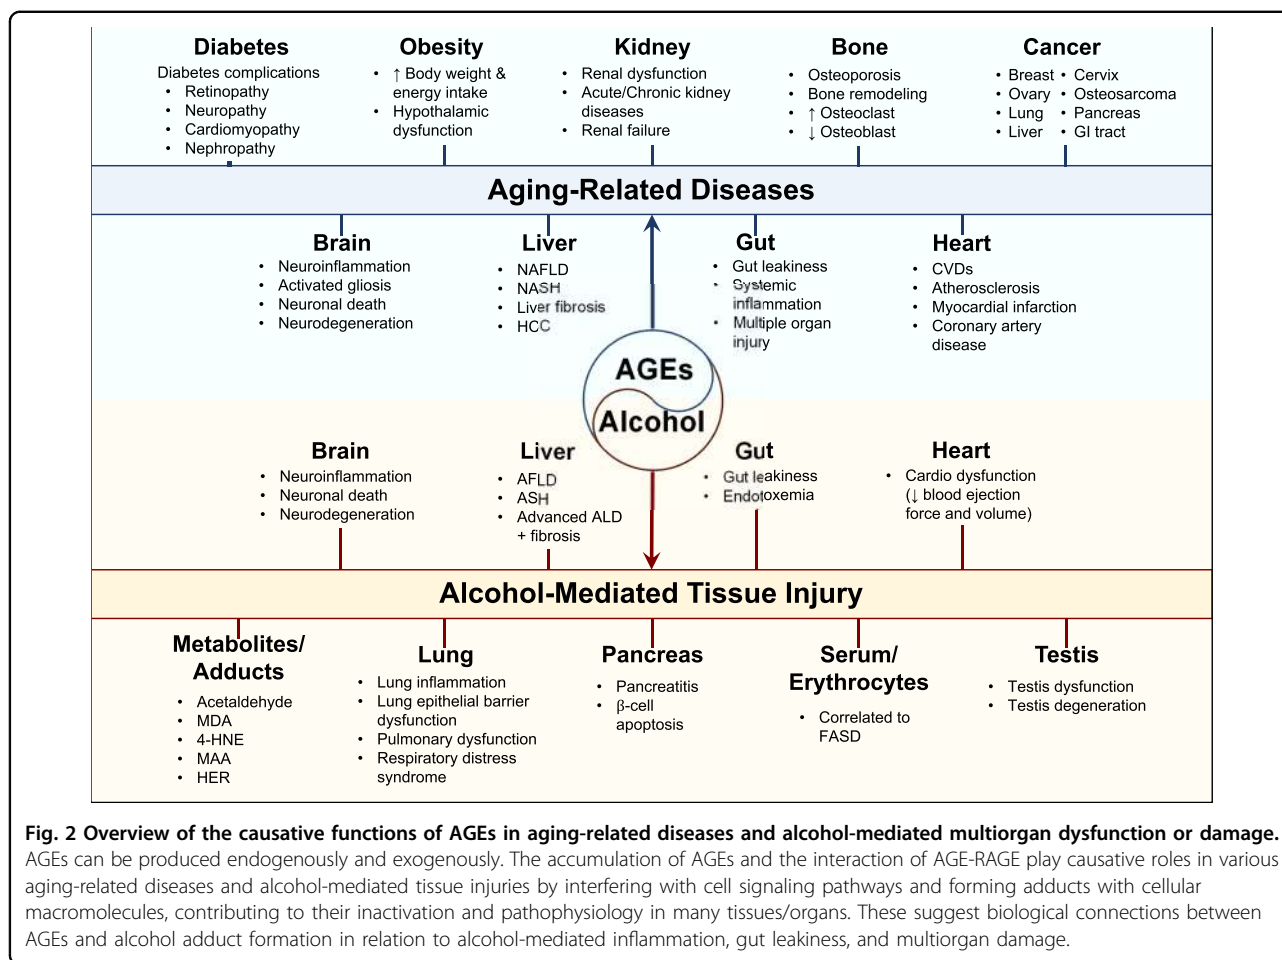 Diabetes
Diabetes complications
• Retinopathy
• Neuropathy
• Cardiomyopathy
• Nephropathy
Obesity
• ↑ Body weight &
energy intake
• Hypothalamic
dysfunction
Kidney
• Renal dysfunction
• Acute/Chronic kidney
diseases
• Renal failure
Bone
• Osteoporosis
• Bone remodeling
• ↑ Osteoclast
• ↓ Osteoblast
Cancer
• Breast • Cervix
• Ovary • Osteosarcoma
• Lung • Pancreas
• Liver • GI tract
Aging-Related Diseases
Brain
• Neuroinflammation
• Activated gliosis
• Neuronal death
• Neurodegeneration
Liver
• NAFLD
• NASH
• Liver fibrosis
• HCC
Gut
• Gut leakiness
• Systemic
inflammation
• Multiple organ
injury
Heart
• CVDs
• Atherosclerosis
• Myocardial infarction
• Coronary artery
disease
AGEs
Alcohol
Brain
• Neuroinflammation
• Neuronal death
• Neurodegeneration
Liver
• AFLD
• ASH
• Advanced ALD
+ fibrosis
Gut
• Gut leakiness
• Endotoxemia
Heart
• Cardio dysfunction
(↓ blood ejection
force and volume)
Alcohol-Mediated Tissue Injury
Metabolites/
Adducts
• Acetaldehyde
• MDA
• 4-HNE
• MAA
• HER
Lung
• Lung inflammation
• Lung epithelial barrier
dysfunction
• Pulmonary dysfunction
• Respiratory distress
syndrome
Pancreas
• Pancreatitis
• β-cell
apoptosis
Serum/
Erythrocytes
• Correlated to
FASD
Testis
• Testis dysfunction
• Testis degeneration
Fig. 2 Overview of the causative functions of AGEs in aging-related diseases and alcohol-mediated multiorgan dysfunction or damage.
AGEs can be produced endogenously and exogenously. The accumulation of AGEs and the interaction of AGE-RAGE play causative roles in various
aging-related diseases and alcohol-mediated tissue injuries by interfering with cell signaling pathways and forming adducts with cellular
macromolecules, contributing to their inactivation and pathophysiology in many tissues/organs. These suggest biological connections between
AGEs and alcohol adduct formation in relation to alcohol-mediated inflammation, gut leakiness, and multiorgan damage.